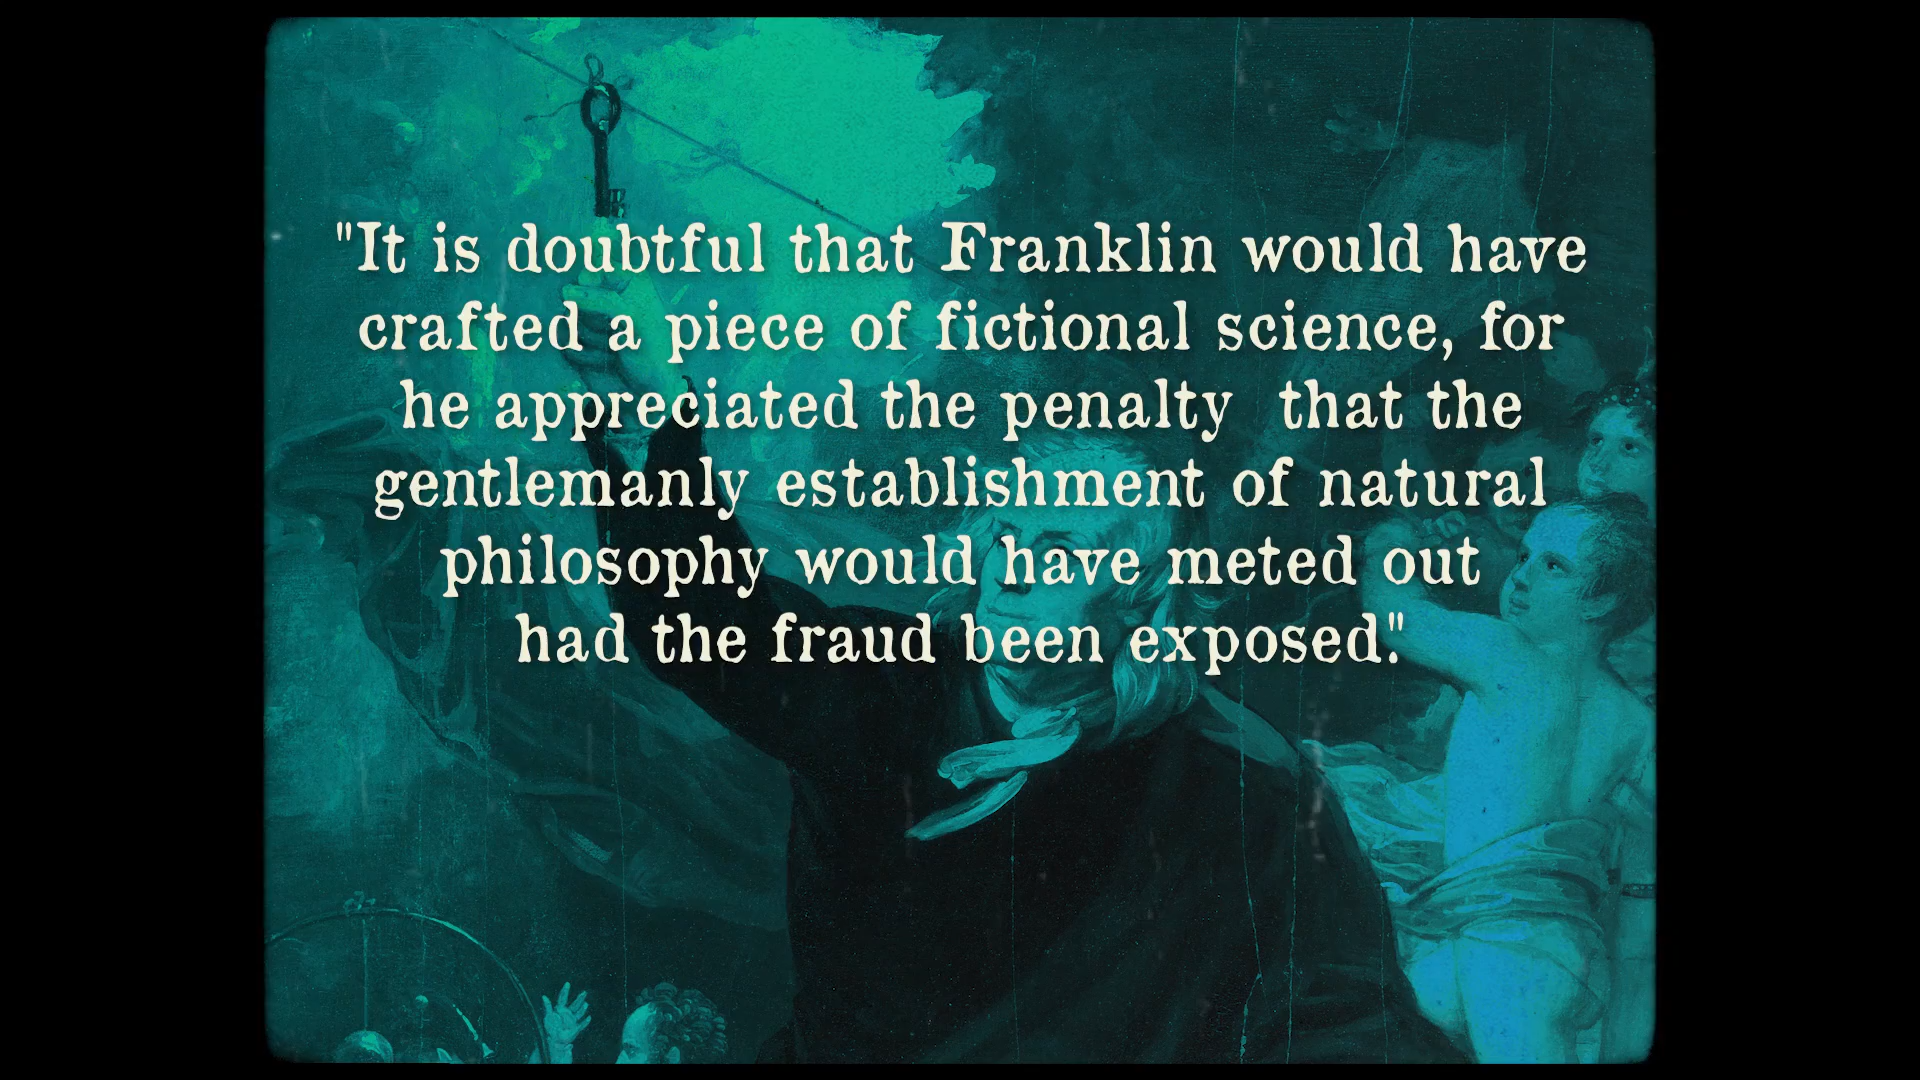 "It is doubtful that Franklin would have
crafted a piece of fictional science, for
he appreciated the penalty  that the
gentlemanly establishment of natural
philosophy would have meted out
had the fraud been exposed."